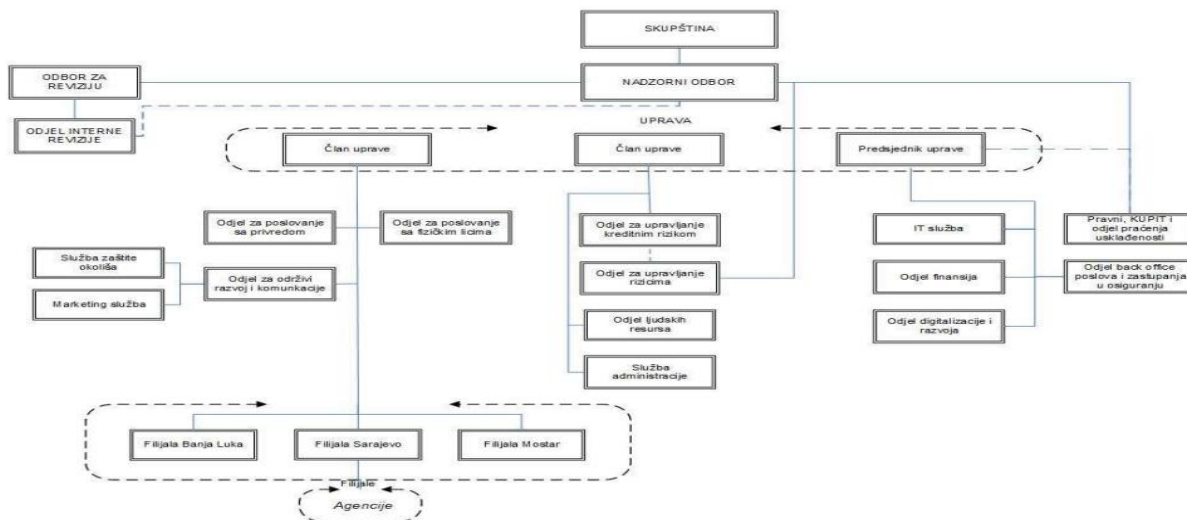 SKUPŠTINA
ODBOR ZA
REVIZIJU
NADZORNI ODBOR
ODJEL INTERNE
REVIZIJE
UPRAVA
Član uprave
Član uprave
Predsjednik uprave
Odjel za poslovanje
sa privredom
Odjel za poslovanje
sa fizičkim licima
Odjel za upravljanje
kreditnim rizikom
IT služba
Pravni, KUPIT i
odjel praćenja
usklađenosti
Služba zaštite
okoliša
Marketing služba
Odjel za održivi
razvoj i komunkacije
Odjel za upravljanje
rizicima
Odjel finansija
Odjel back office
poslova i zastupanja
u osiguranju
Odjel ljudskih
resursa
Odjel digitalizacije i
razvoja
Služba
administracije
Filijala Banja Luka
Filijala Sarajevo
Filijala Mostar
Filijale
Agencije